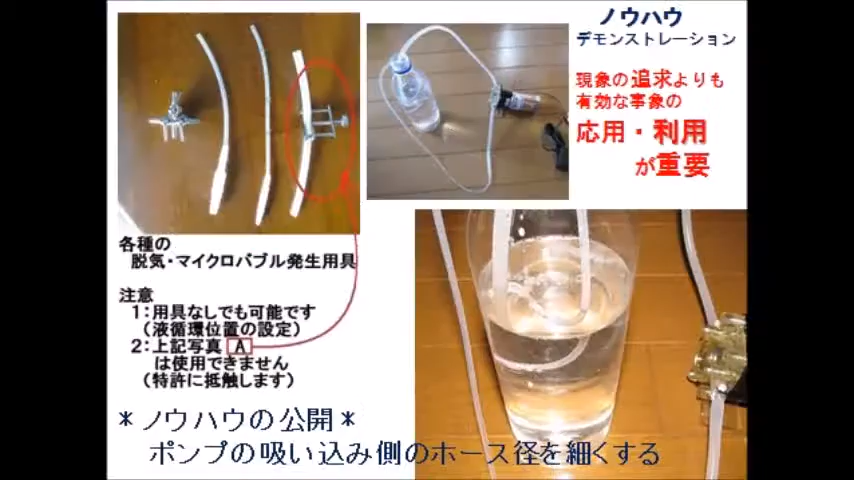 ノウハウ
デモンストレーション
現象の追求よりも
有効な事象の
応用・利用
が重要
各種の
脱気・マイクロバブル発生用具
注意
1:用具なしでも可能です
(液循環位置の設定)
2:上記写真 A
は使用できません
(特許に抵触します)
*ノウハウの公開*
ポンプの吸い込み側のホース径を細くする